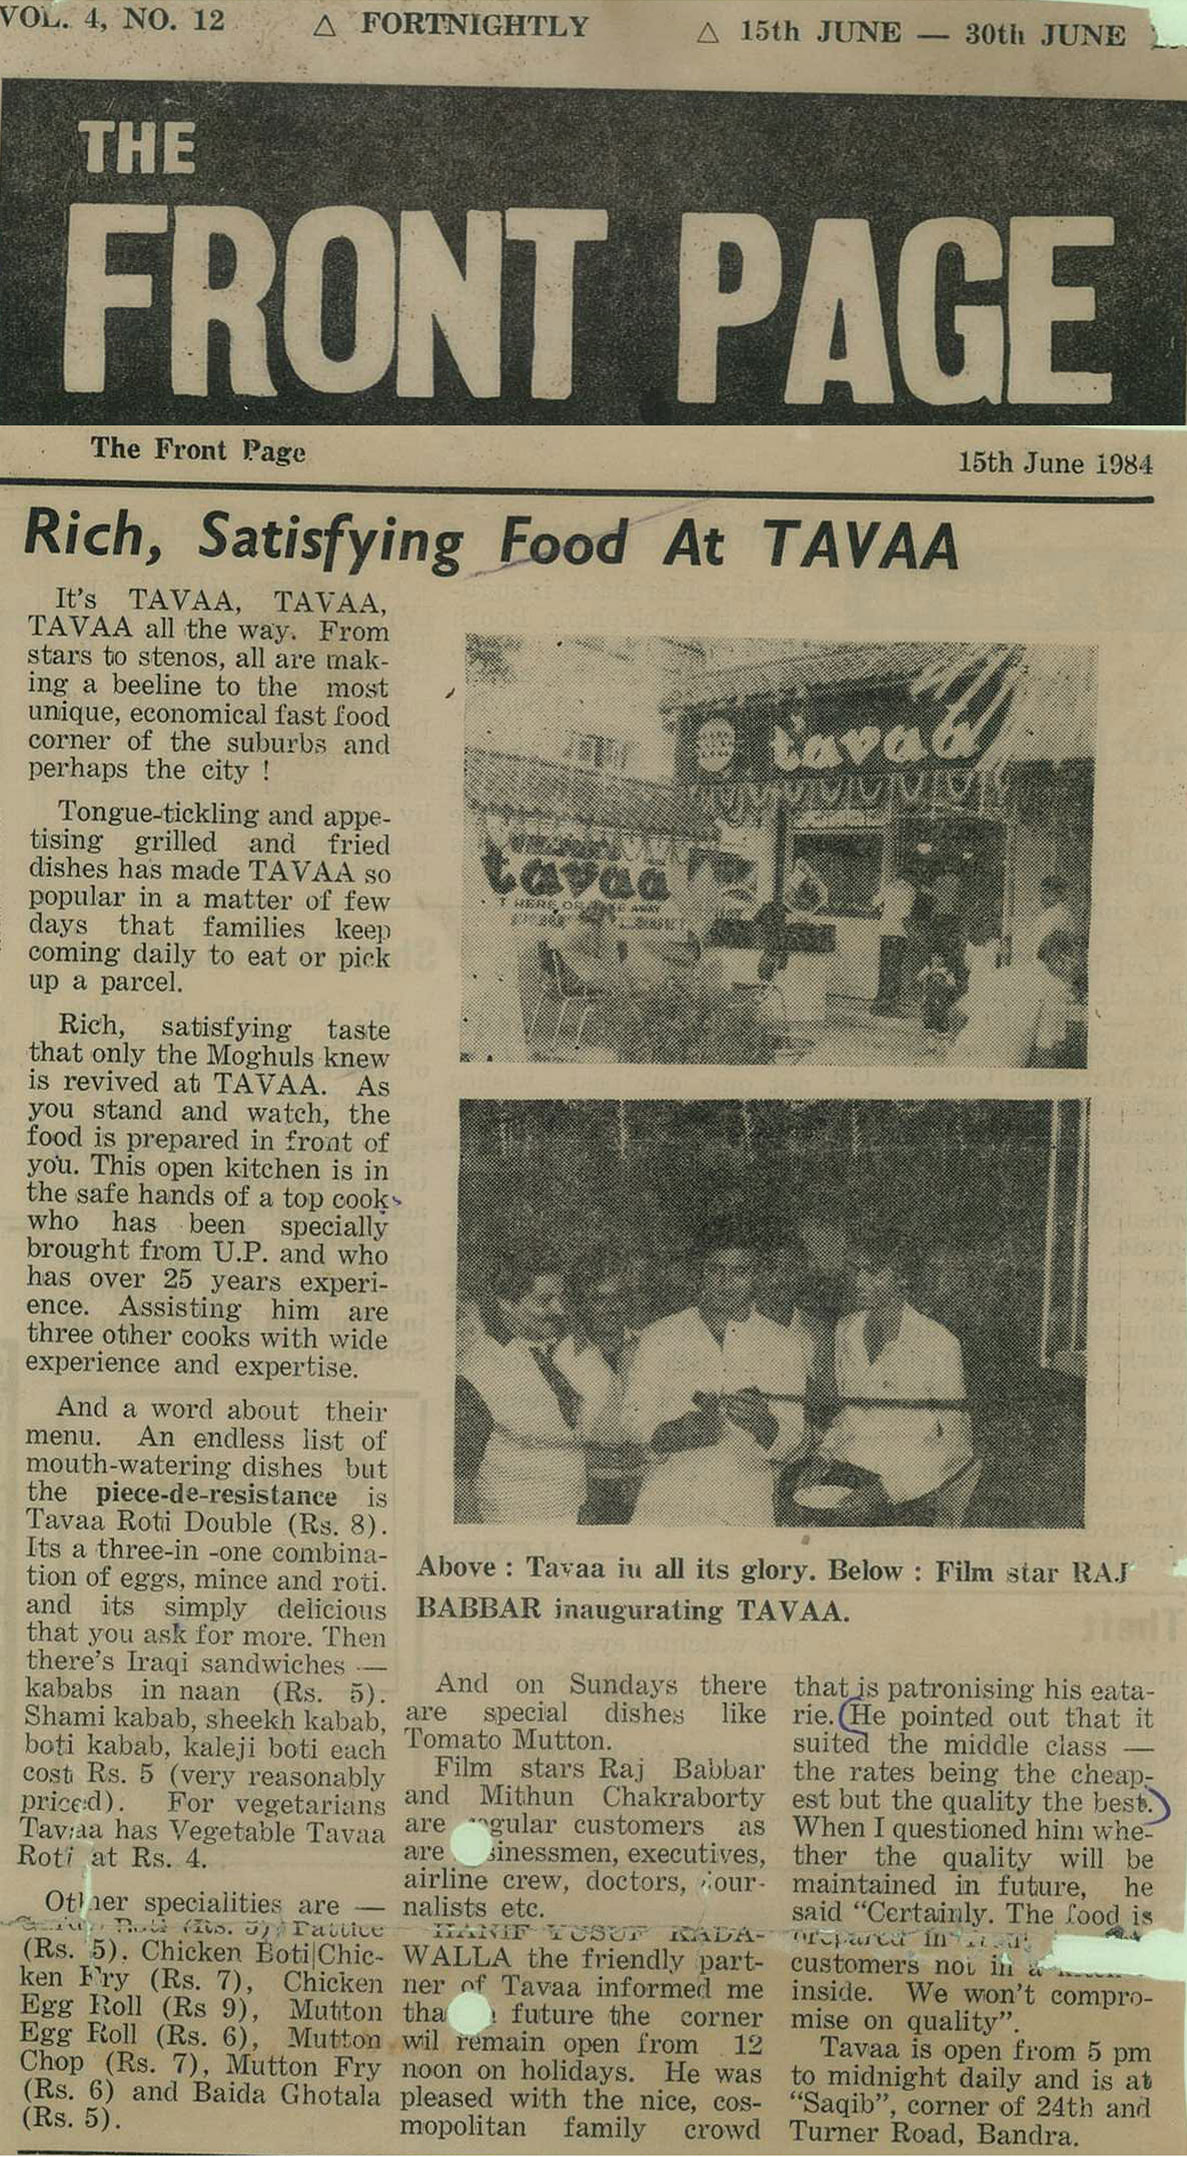 VOL. 4, NO. 12 △ FORTNIGHTLY △ 15th JUNE — 30th JUNE
THE
FRONT PAGE
The Front Page 15th June 1984
Rich, Satisfying Food At TAVAA
It's TAVAA, TAVAA,
TAVAA all the way. From
stars to stenos, all are mak-
ing a beeline to the most
unique, economical fast food
corner of the suburbs and
perhaps the city !
Tongue-tickling and appe-
tising grilled and fried
dishes has made TAVAA so
popular in a matter of few
days that families keep
coming daily to eat or pick
up a parcel.
Rich, satisfying taste
that only the Moghuls knew
is revived at TAVAA. As
you stand and watch, the
food is prepared in front of
you. This open kitchen is in
the safe hands of a top cook
who has been specially
brought from U.P. and who
has over 25 years experi-
ence. Assisting him are
three other cooks with wide
experience and expertise.
And a word about their
menu. An endless list of
mouth-watering dishes but
the piece-de-resistance is
Tavaa Roti Double (Rs. 8).
Its a three-in -one combina-
tion of eggs, mince and roti.
and its simply delicious
that you ask for more. Then
there's Iraqi sandwiches —
kababs in naan (Rs. 5).
Shami kabab, sheekh kabab,
boti kabab, kaleji boti each
cost Rs. 5 (very reasonably
priced). For vegetarians
Tavaa has Vegetable Tavaa
Roti at Rs. 4.
Other specialities are —
Roti (Rs. 5), Pattice
(Rs. 5). Chicken Boti|Chic-
ken Fry (Rs. 7), Chicken
Egg Roll (Rs 9), Mutton
Egg Roll (Rs. 6), Mutton
Chop (Rs. 7), Mutton Fry
(Rs. 6) and Baida Ghotala
(Rs. 5).
tavaa
tavaa
HERE OR AWAY
Above : Tavaa in all its glory. Below : Film star RAJ
BABBAR inaugurating TAVAA.
And on Sundays there
are special dishes like
Tomato Mutton.
Film stars Raj Babbar
and Mithun Chakraborty
are regular customers as
are businessmen, executives,
airline crew, doctors, jour-
nalists etc.
HANIF YUSUF KADA-
WALLA the friendly part-
ner of Tavaa informed me
tha future the corner
wil remain open from 12
noon on holidays. He was
pleased with the nice, cos-
mopolitan family crowd
that is patronising his eata-
rie. He pointed out that it
suited the middle class —
the rates being the cheap-
est but the quality the best.
When I questioned him whe-
ther the quality will be
maintained in future, he
said “Certainly. The food is
prepared in
customers not in a
inside. We won't compro-
mise on quality”.
Tavaa is open from 5 pm
to midnight daily and is at
“Saqib”, corner of 24th and
Turner Road, Bandra.